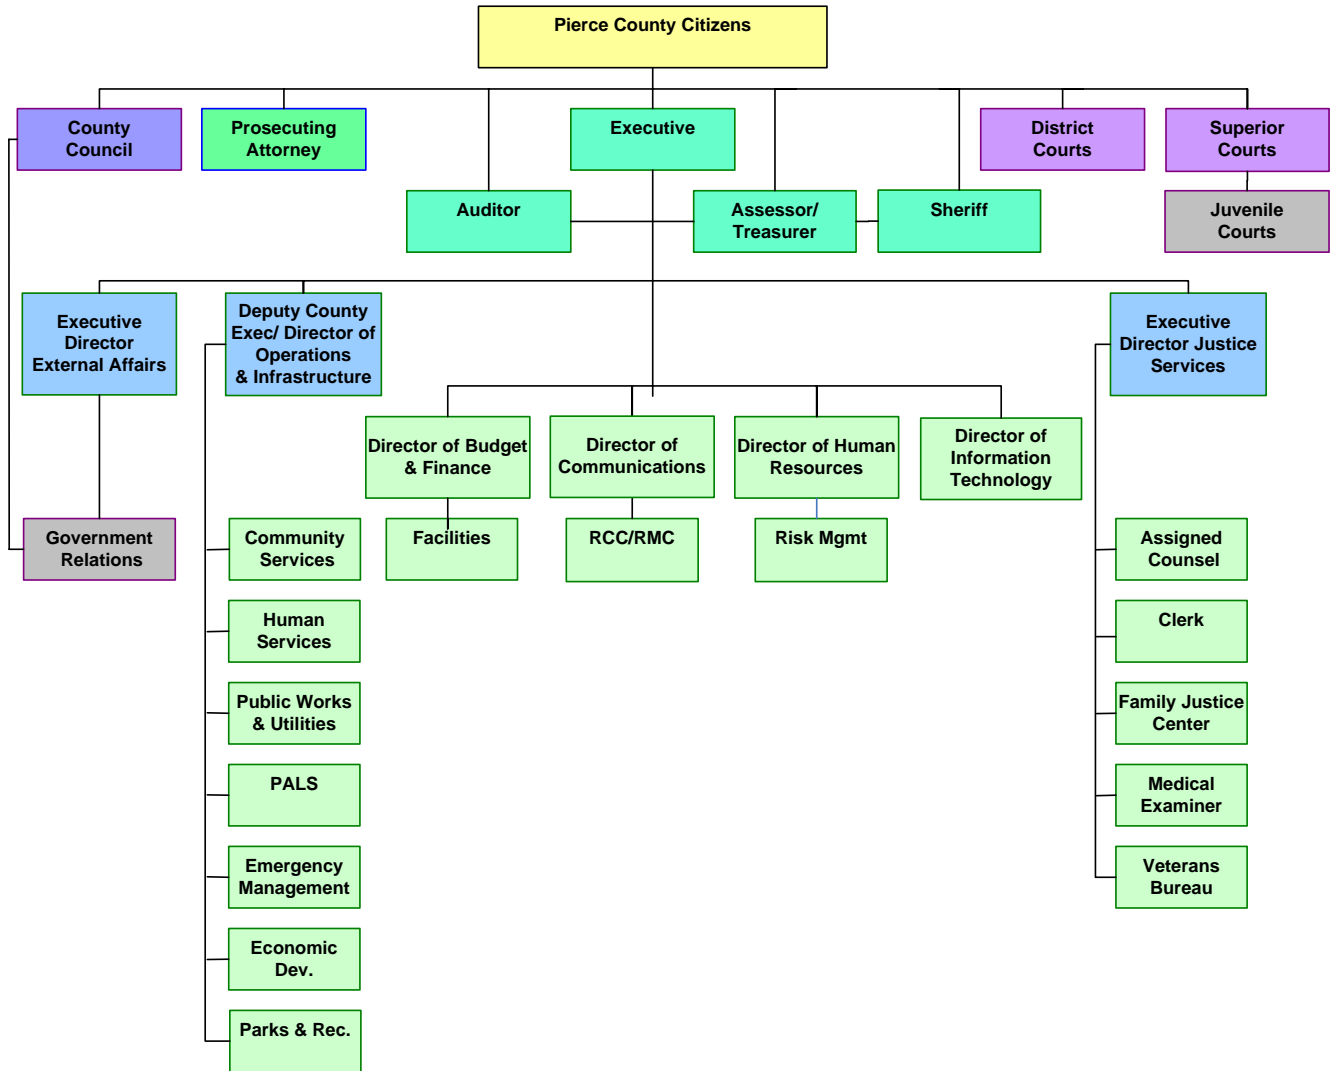 Pierce County Citizens
County
Council
Prosecuting
Attorney
Executive
District
Courts
Superior
Courts
Auditor
Assessor/
Treasurer
Sheriff
Juvenile
Courts
Executive
Director
External Affairs
Deputy County
Exec/ Director of
Operations
& Infrastructure
Executive
Director Justice
Services
Director of Budget
& Finance
Director of
Communications
Director of Human
Resources
Director of
Information
Technology
Government
Relations
Community
Services
Facilities
RCC/RMC
Risk Mgmt
Assigned
Counsel
Human
Services
Clerk
Public Works
& Utilities
Family Justice
Center
PALS
Medical
Examiner
Emergency
Management
Veterans
Bureau
Economic
Dev.
Parks & Rec.